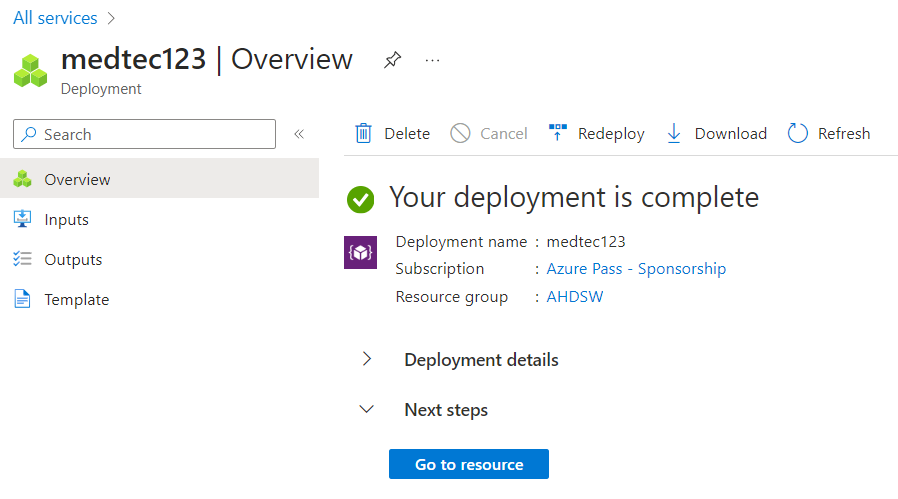 All services
medtec123 | Overview
Deployment
Search
Delete Cancel Redeploy Download Refresh
Overview
Inputs
Outputs
Template
Your deployment is complete
Deployment name : medtec123
Subscription : Azure Pass - Sponsorship
Resource group : AHDSW
Deployment details
Next steps
Go to resource